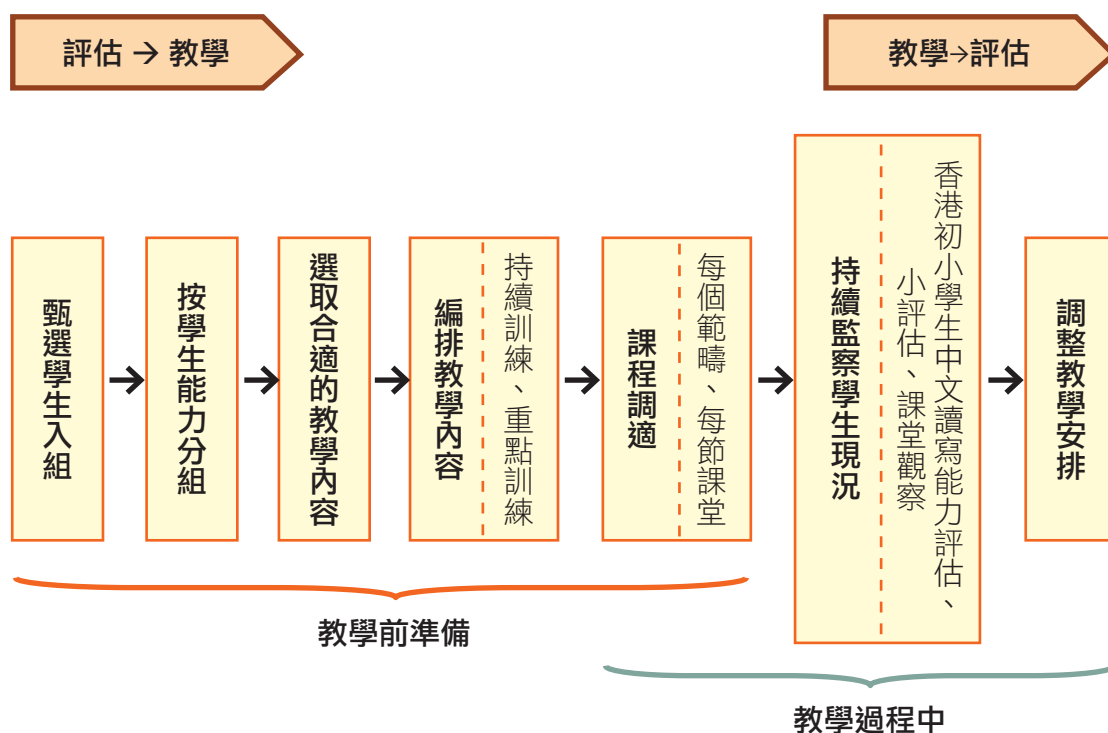 評估 → 教學
教學→評估
甄選學生入組
按學生能力分組
選取合適的教學內容
編排教學內容
持續訓練、重點訓練
課程調適
每個範疇、每節課堂
持續監察學生現況
香港初小學生中文讀寫能力評估、
小評估、課堂觀察
調整教學安排
教學前準備
教學過程中